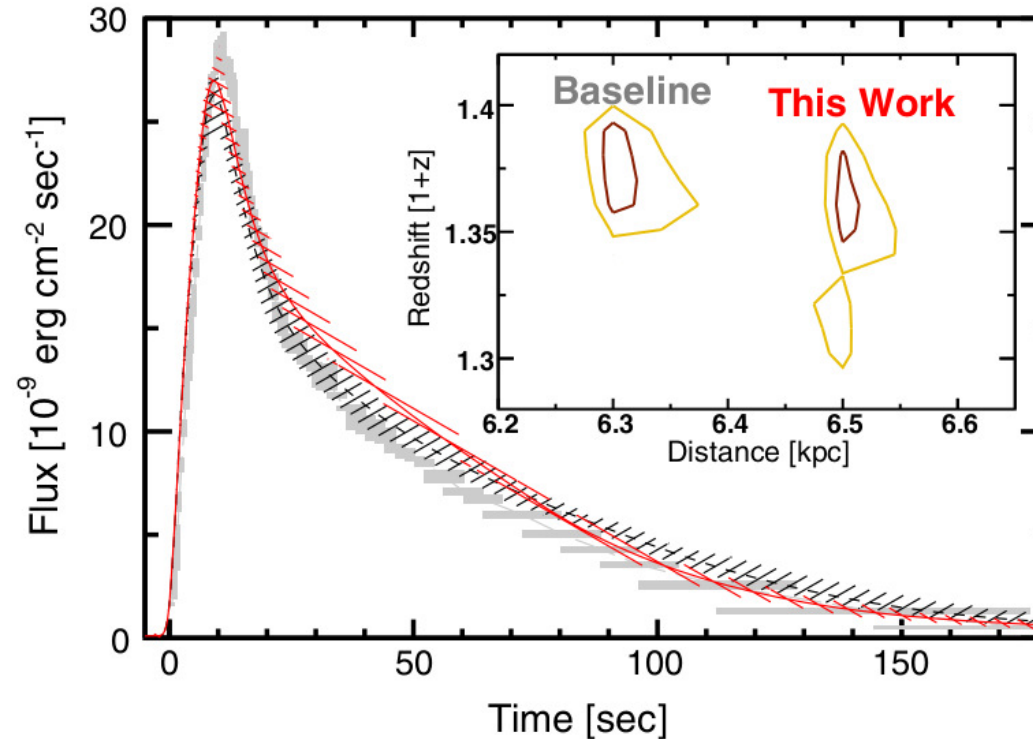 30
20
10
0
Flux [10⁻⁹ erg cm⁻² sec⁻¹]
0 50 100 150
Time [sec]
Baseline
This Work
1.4
1.35
1.3
Redshift [1+z]
6.2 6.3 6.4 6.5 6.6
Distance [kpc]